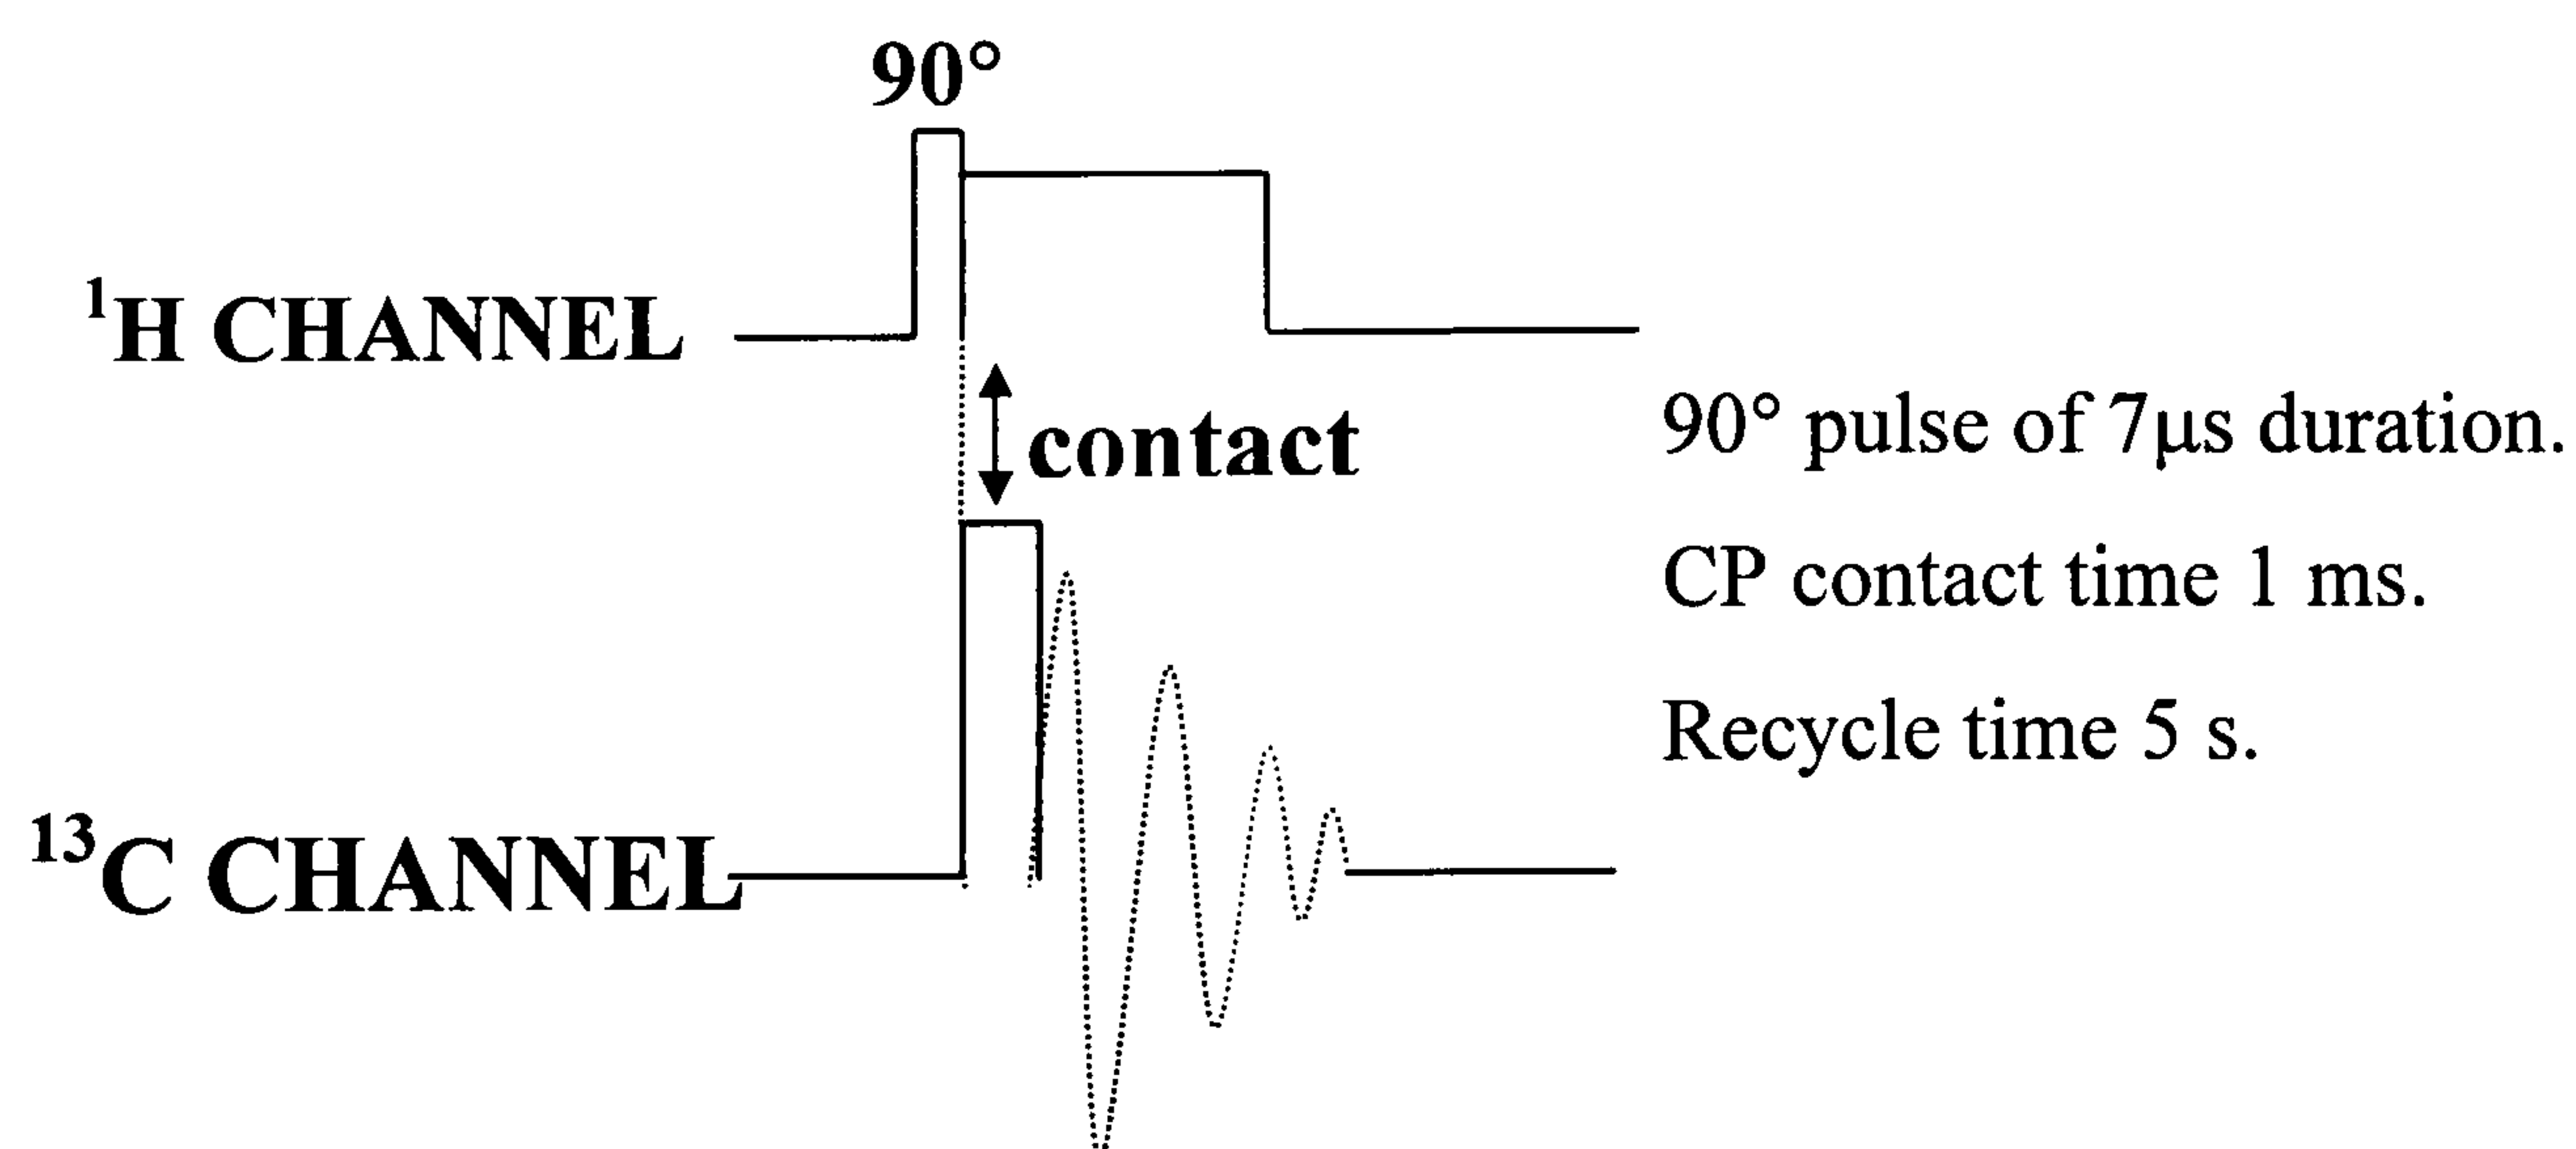 90°
¹H CHANNEL
contact
90° pulse of 7µs duration.
CP contact time 1 ms.
Recycle time 5 s.
¹³C CHANNEL